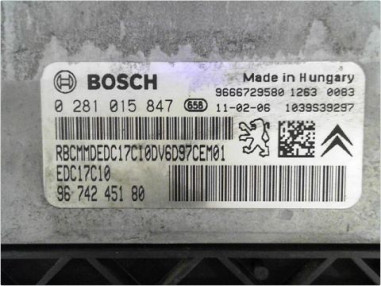 BOSCH
Made in Hungary
9666729580 1263 0083
0 281 015 847 658 11-02-06 1039S39297
RBCMMDEDC17C10DV6D97CEM01
EDC17C10
96 742 451 80